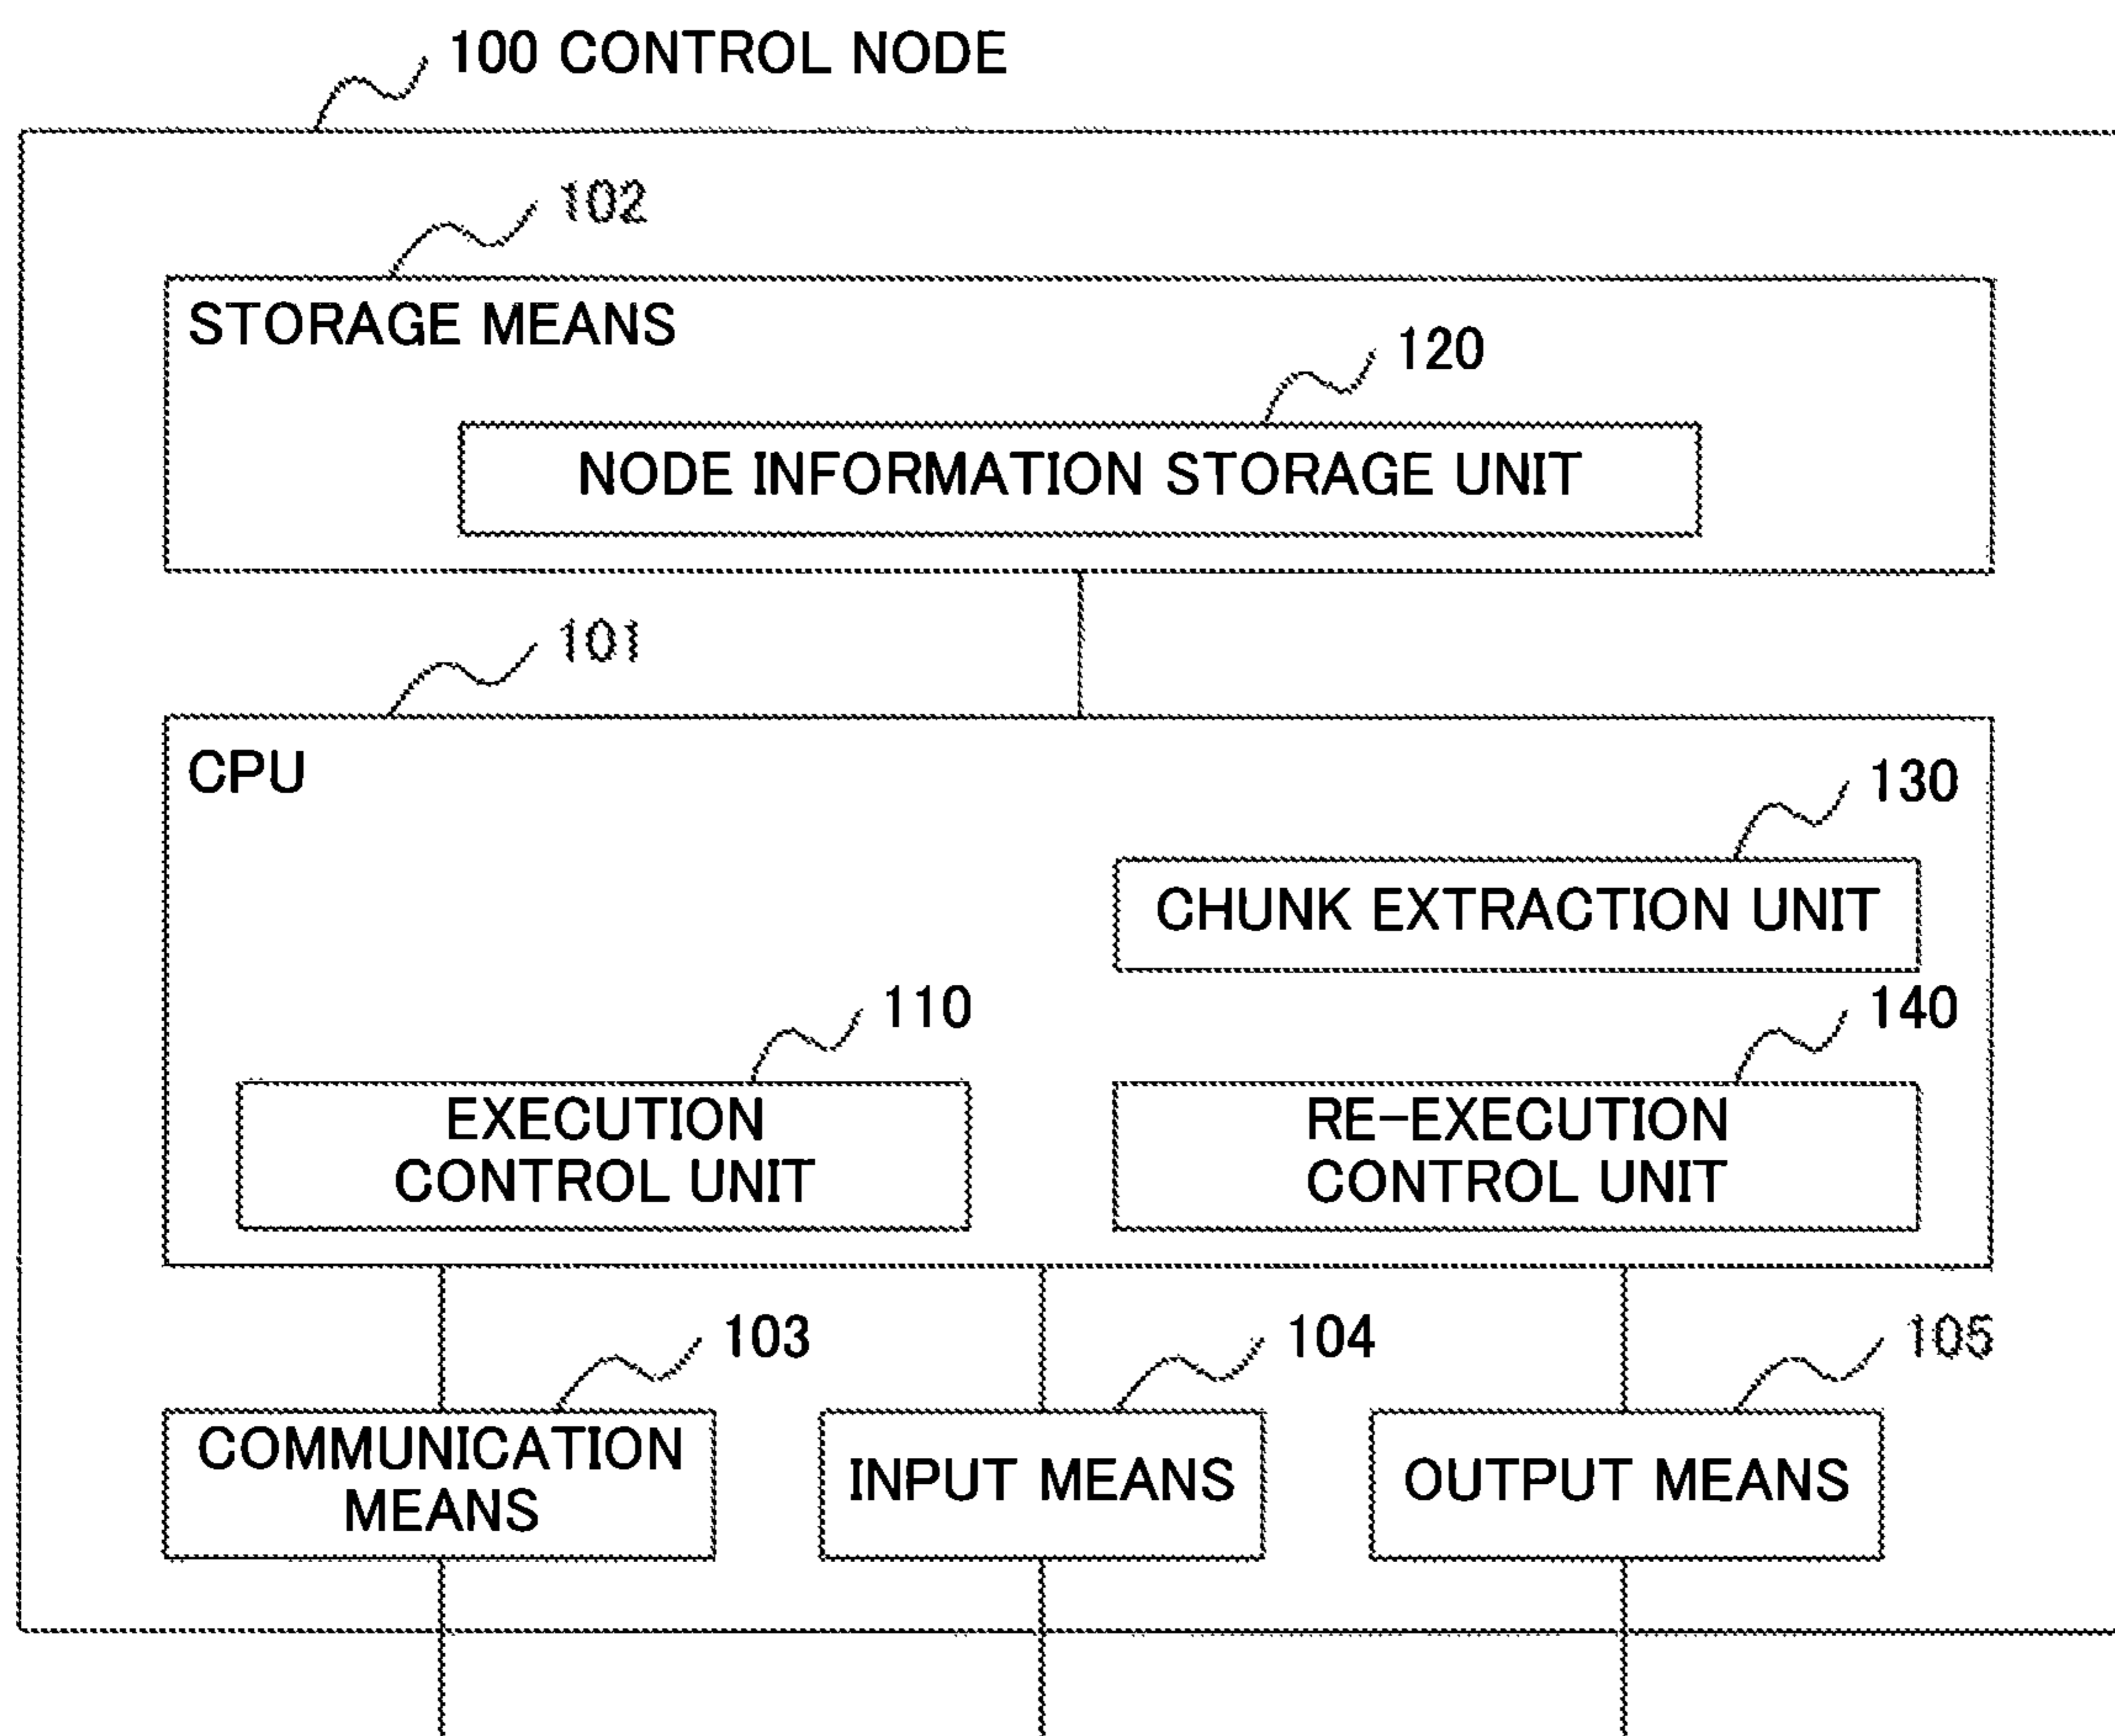 100 CONTROL NODE
102
STORAGE MEANS
120
NODE INFORMATION STORAGE UNIT
101
CPU
130
CHUNK EXTRACTION UNIT
110
140
EXECUTION
CONTROL UNIT
RE-EXECUTION
CONTROL UNIT
103
104
105
COMMUNICATION
MEANS
INPUT MEANS
OUTPUT MEANS